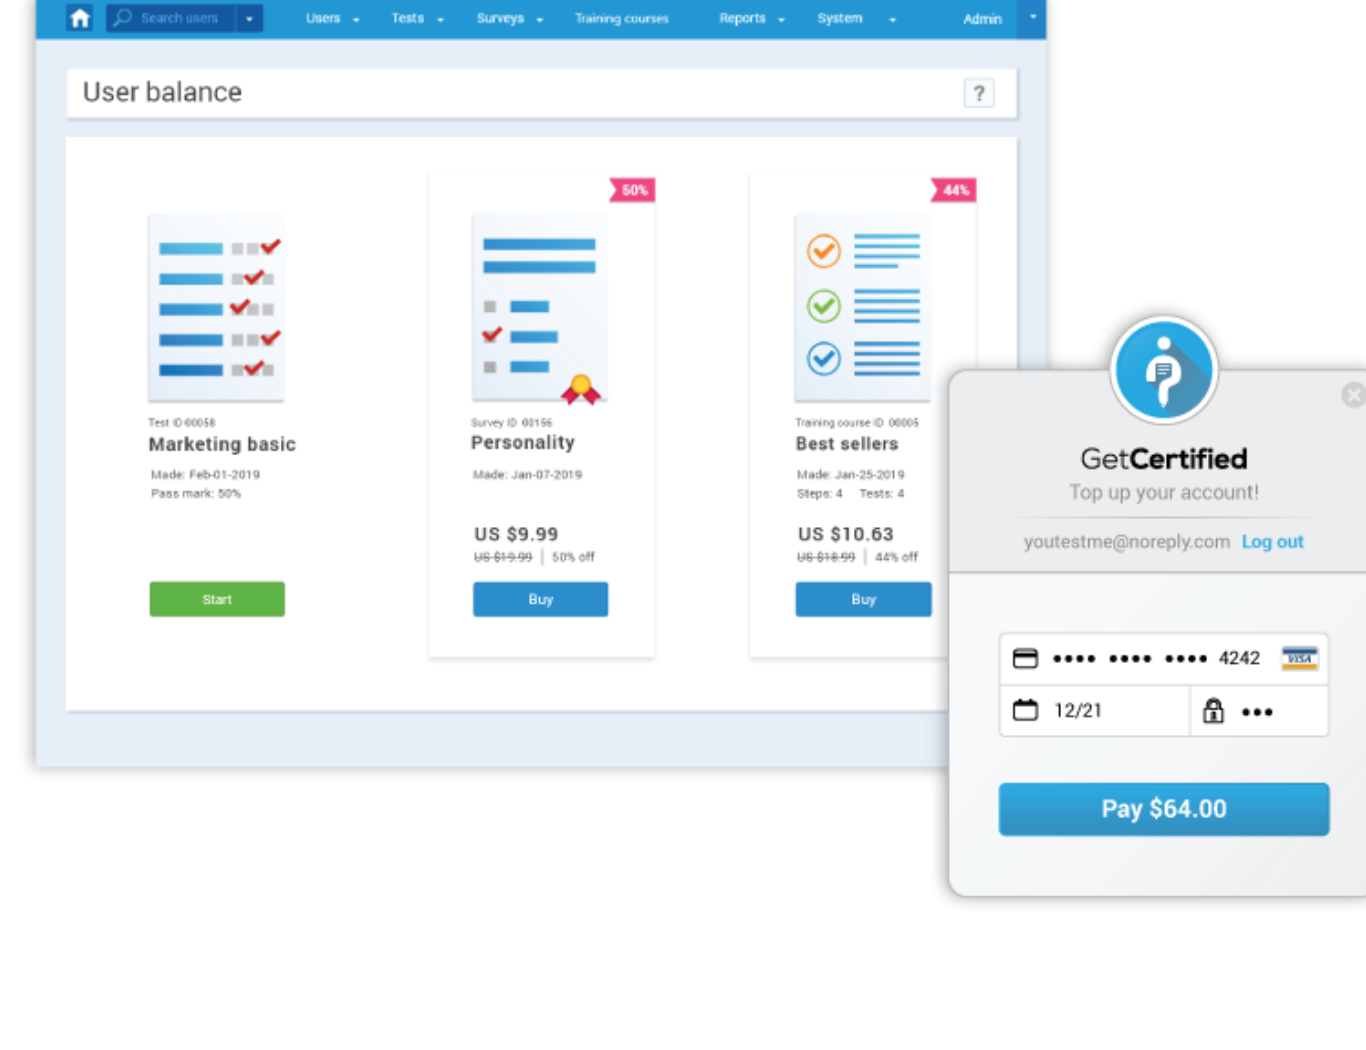 Search users
Users
Tests
Surveys
Training courses
Reports
System
Admin
User balance
?
Test ID 00058
Marketing basic
Made: Feb-01-2019
Pass mark: 50%
Start
50%
Survey ID 00156
Personality
Made: Jan-07-2019
US $9.99
US $19.99 | 50% off
Buy
44%
Training course ID 00005
Best sellers
Made: Jan-25-2019
Steps: 4 Tests: 4
US $10.63
US $18.99 | 44% off
Buy
GetCertified
Top up your account!
youtestme@noreply.com Log out
•••• •••• •••• 4242 VISA
12/21 •••
Pay $64.00